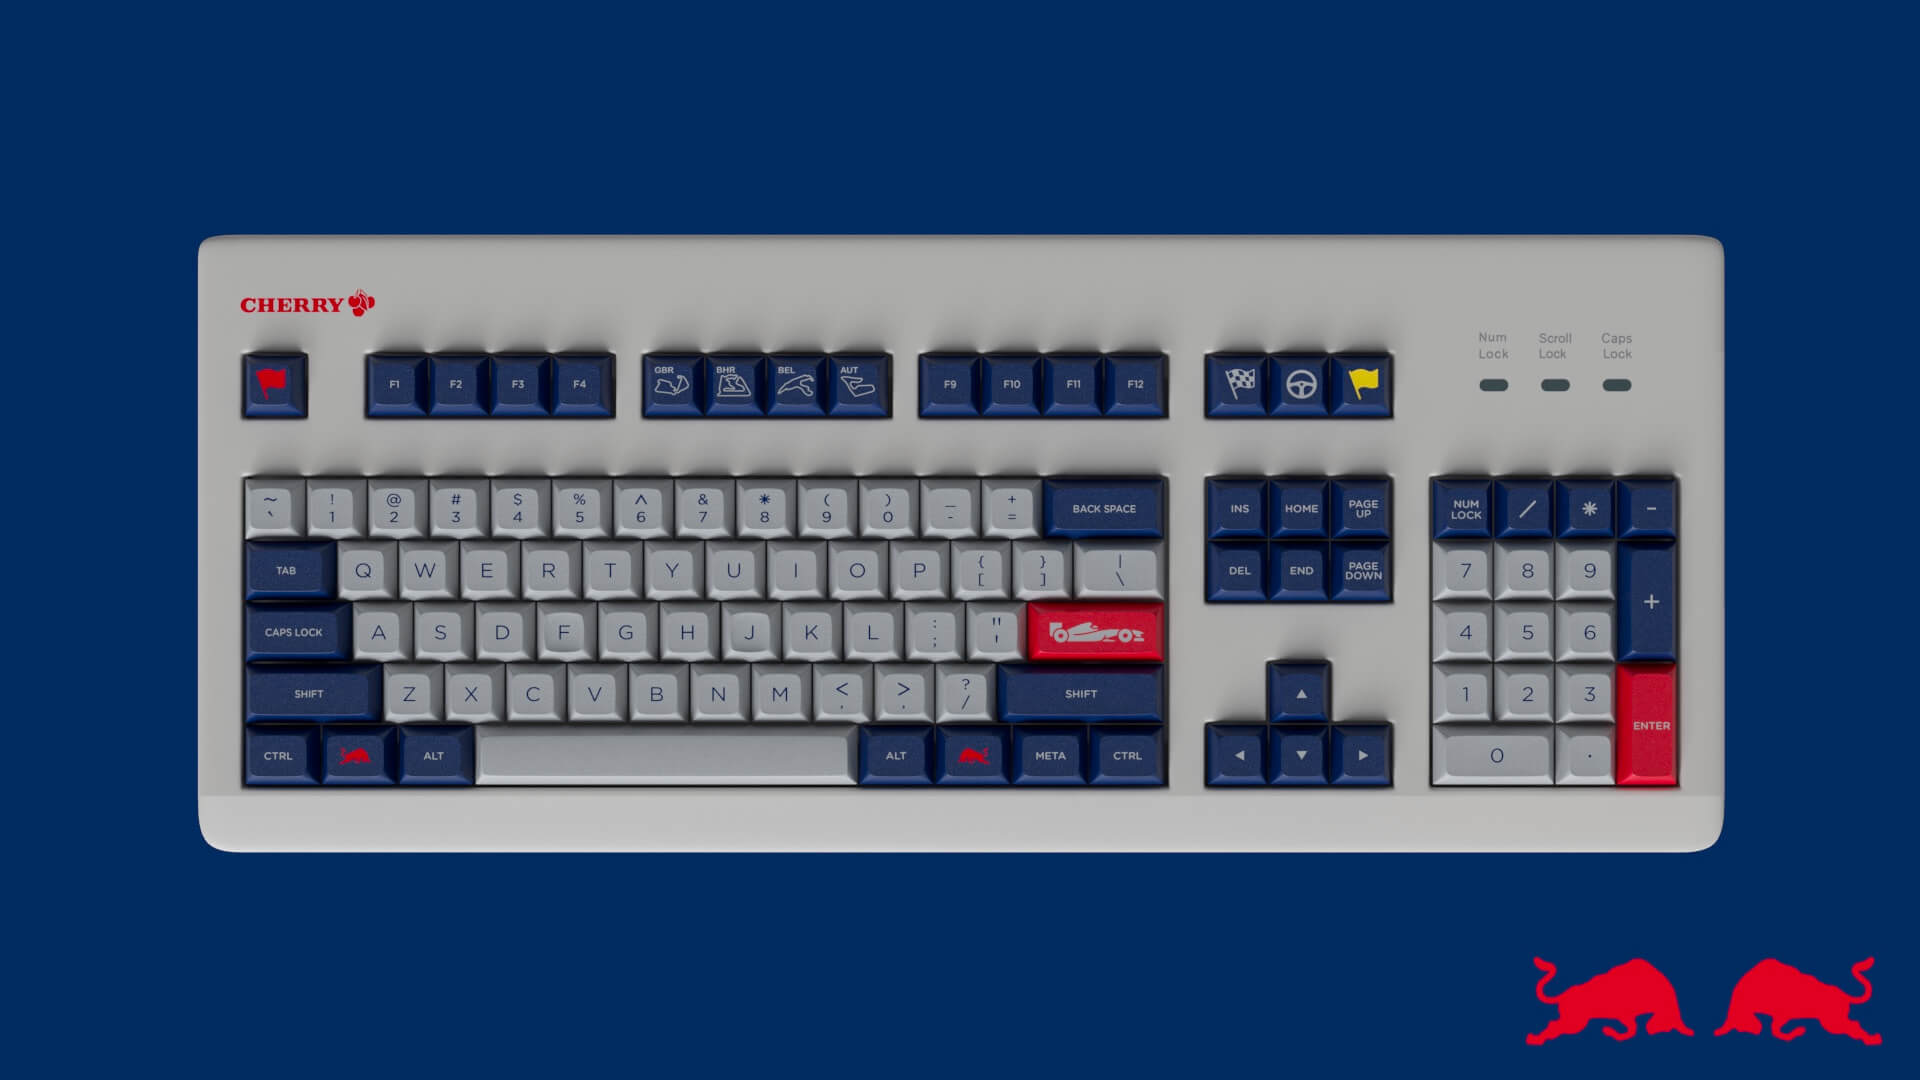 CHERRY
Num Lock
Scroll Lock
Caps Lock
F1 F2 F3 F4 GBR BHR BEL AUT F9 F10 F11 F12
~ ! @ # $ % ^ & * ( ) _ +
` 1 2 3 4 5 6 7 8 9 0 - = BACK SPACE
INS HOME PAGE UP
NUM LOCK / * -
TAB Q W E R T Y U I O P { [ } ] | \
DEL END PAGE DOWN
7 8 9 +
CAPS LOCK A S D F G H J K L : ; " '
4 5 6
SHIFT Z X C V B N M < , > . ? / SHIFT
▲
1 2 3 ENTER
CTRL ALT ALT META CTRL
◀ ▼ ▶
0 .